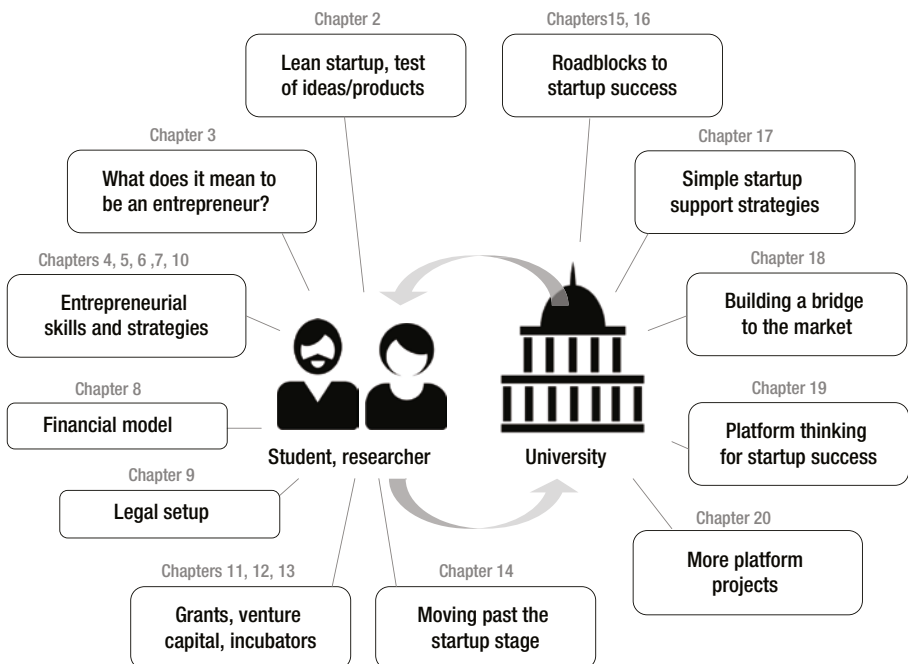 Chapter 2
Lean startup, test
of ideas/products
Chapters15, 16
Roadblocks to
startup success
Chapter 3
What does it mean to
be an entrepreneur?
Chapter 17
Simple startup
support strategies
Chapters 4, 5, 6 ,7, 10
Entrepreneurial
skills and strategies
Chapter 18
Building a bridge
to the market
Chapter 8
Financial model
Chapter 19
Platform thinking
for startup success
Student, researcher
University
Chapter 9
Legal setup
Chapter 20
More platform
projects
Chapters 11, 12, 13
Grants, venture
capital, incubators
Chapter 14
Moving past the
startup stage